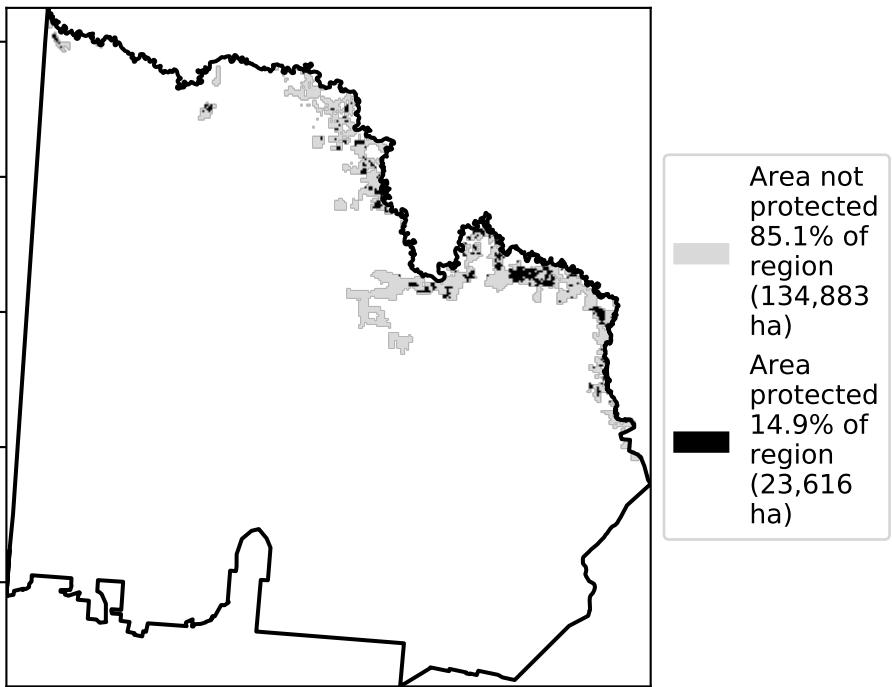 Area not
protected
85.1% of
region
(134,883
ha)
Area
protected
14.9% of
region
(23,616
ha)